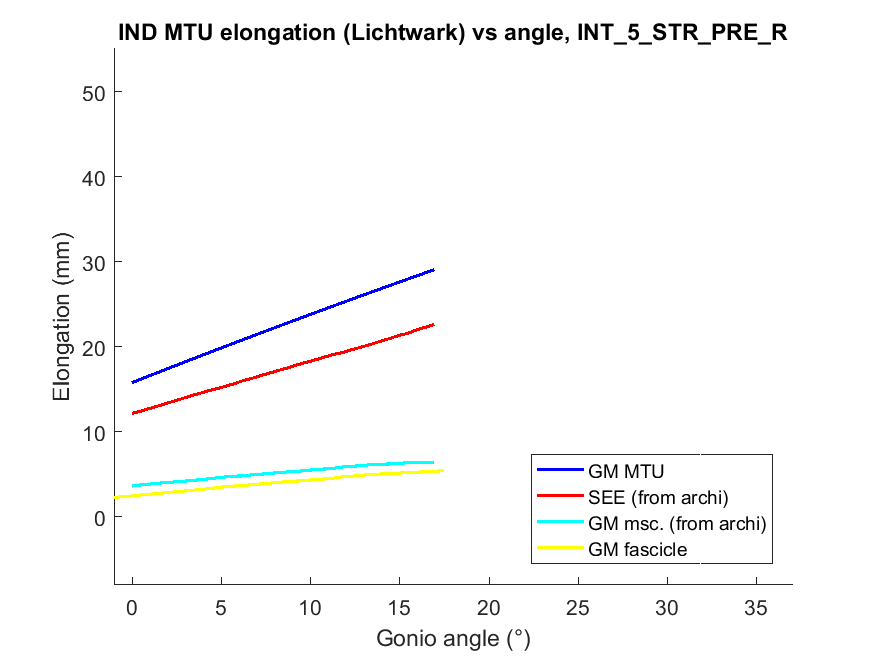 IND MTU elongation (Lichtwark) vs angle, INT_5_STR_PRE_R
50
40
30
20
10
0
Elongation (mm)
0 5 10 15 20 25 30 35
Gonio angle (°)
GM MTU
SEE (from archi)
GM msc. (from archi)
GM fascicle